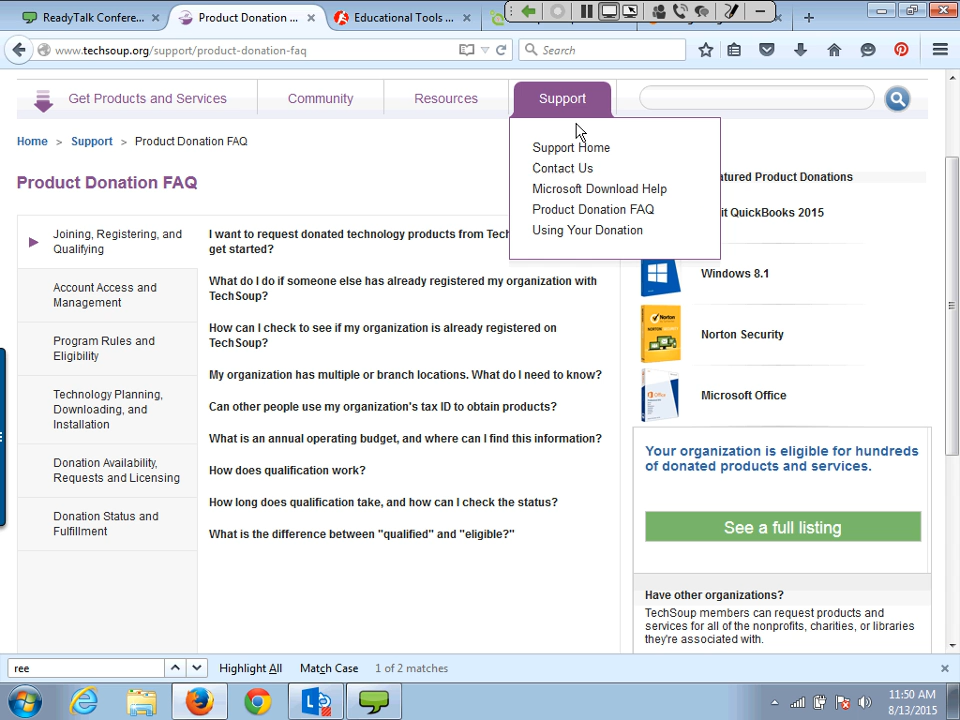 ReadyTalk Confere...
Product Donation ...
Educational Tools ...
www.techsoup.org/support/product-donation-faq
Search
Get Products and Services
Community
Resources
Support
Support Home
Contact Us
Microsoft Download Help
Product Donation FAQ
Using Your Donation
Home > Support > Product Donation FAQ
Product Donation FAQ
Joining, Registering, and
Qualifying
Account Access and
Management
Program Rules and
Eligibility
Technology Planning,
Downloading, and
Installation
Donation Availability,
Requests and Licensing
Donation Status and
Fulfillment
I want to request donated technology products from Tech
get started?
What do I do if someone else has already registered my organization with
TechSoup?
How can I check to see if my organization is already registered on
TechSoup?
My organization has multiple or branch locations. What do I need to know?
Can other people use my organization's tax ID to obtain products?
What is an annual operating budget, and where can I find this information?
How does qualification work?
How long does qualification take, and how can I check the status?
What is the difference between "qualified" and "eligible?"
atured Product Donations
it QuickBooks 2015
Windows 8.1
Norton Security
Microsoft Office
Your organization is eligible for hundreds
of donated products and services.
See a full listing
Have other organizations?
TechSoup members can request products and
services for all of the nonprofits, charities, or libraries
they're associated with.
ree
Highlight All
Match Case
1 of 2 matches
11:50 AM
8/13/2015